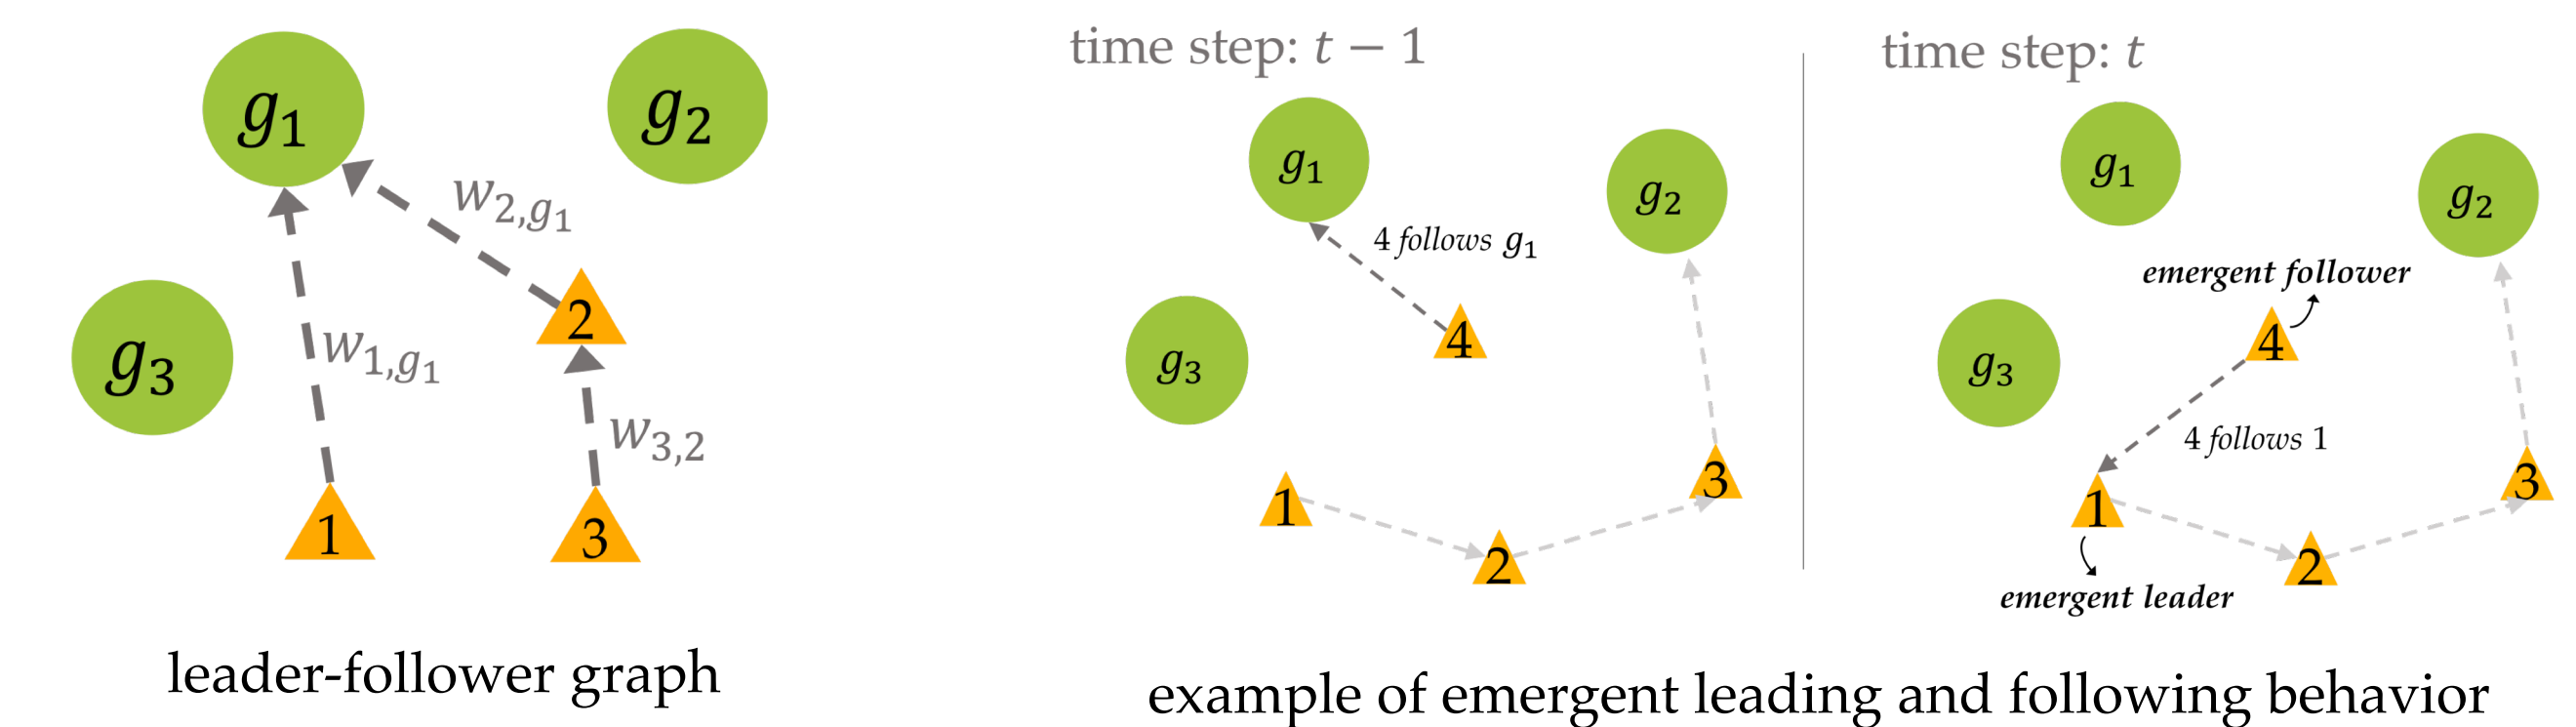 g₁
g₂
w₂,g₁
g₃
w₁,g₁
2
w₃,₂
1
3
leader-follower graph
time step: t − 1
g₁
g₂
4 follows g₁
g₃
4
1
3
2
time step: t
g₁
g₂
emergent follower
g₃
4
4 follows 1
1
3
2
emergent leader
example of emergent leading and following behavior